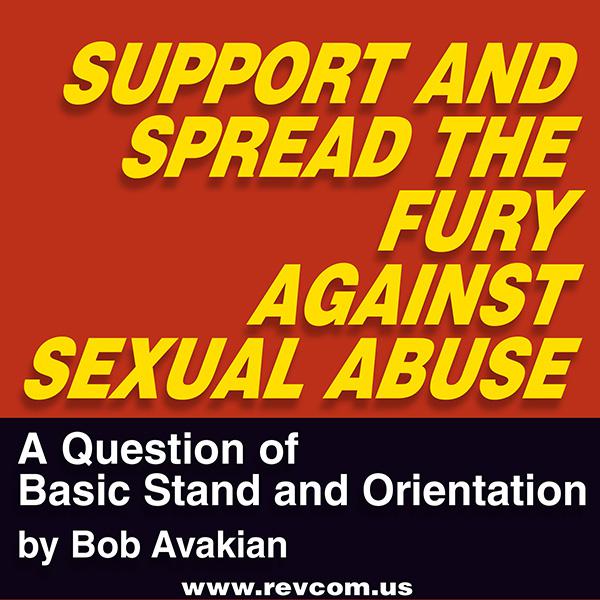 SUPPORT AND
SPREAD THE
FURY
AGAINST
SEXUAL ABUSE
A Question of
Basic Stand and Orientation
by Bob Avakian
www.revcom.us